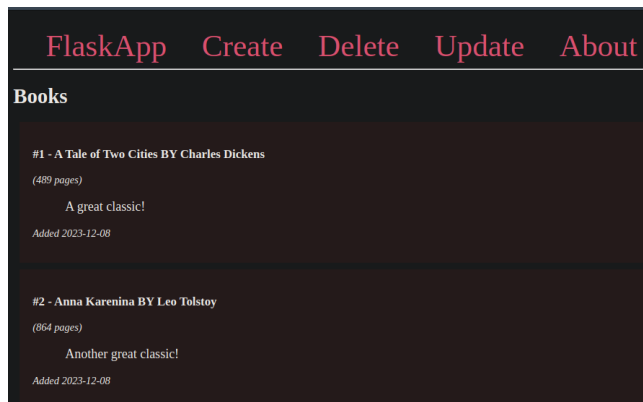 FlaskApp Create Delete Update About
Books
#1 - A Tale of Two Cities BY Charles Dickens
(489 pages)
A great classic!
Added 2023-12-08
#2 - Anna Karenina BY Leo Tolstoy
(864 pages)
Another great classic!
Added 2023-12-08